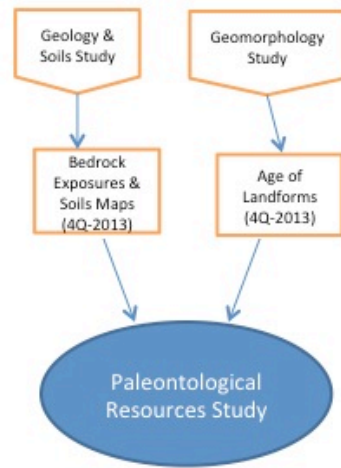 Geology &
Soils Study
Geomorphology
Study
Bedrock
Exposures &
Soils Maps
(4Q-2013)
Age of
Landforms
(4Q-2013)
Paleontological
Resources Study